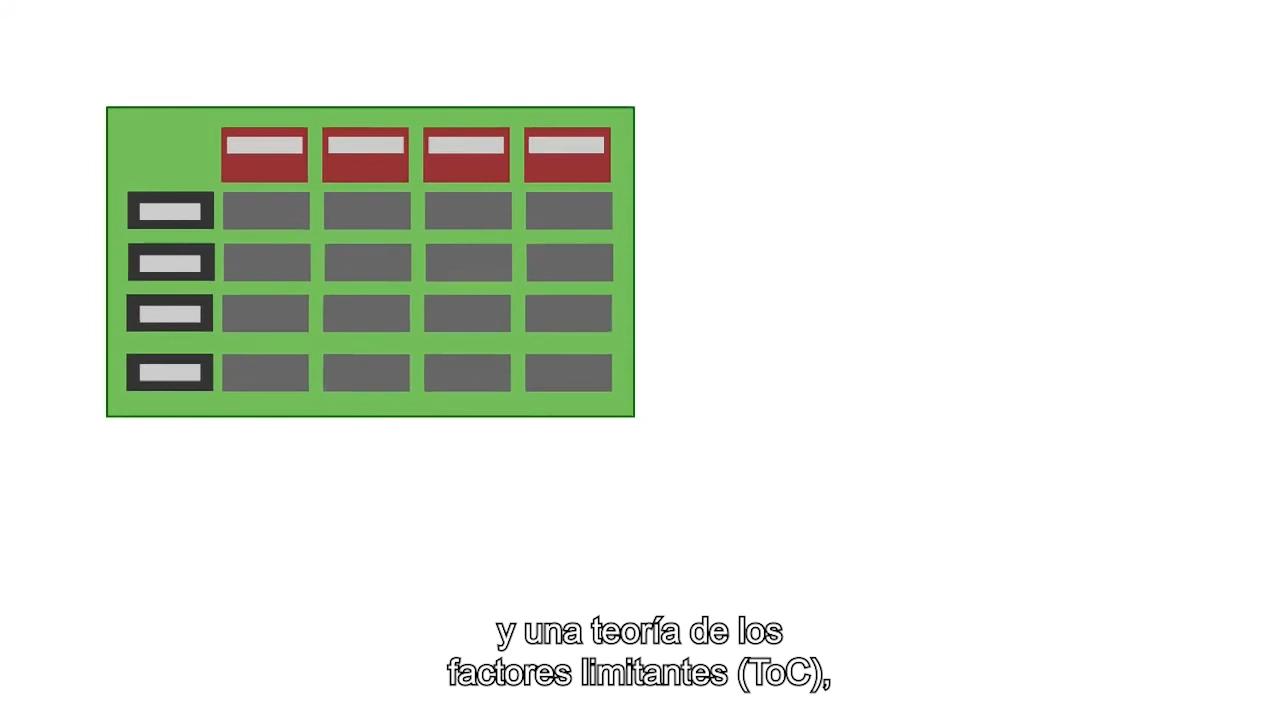 y una teoría de los
factores limitantes (ToC),